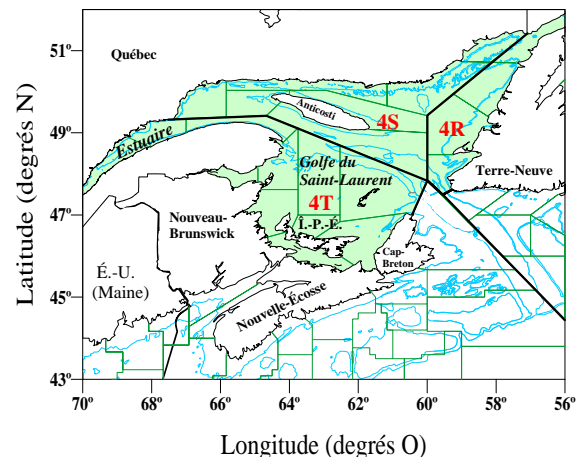 51°
Québec
Anticosti
4S
4R
49°
Estuaire
Golfe du
Saint-Laurent
Terre-Neuve
4T
47°
Nouveau-
Brunswick
Î.-P.-É.
Cap-
Breton
É.-U.
(Maine)
45°
Nouvelle-Écosse
43°
70°
68°
66°
64°
62°
60°
58°
56°
Latitude (degrés N)
Longitude (degrés O)